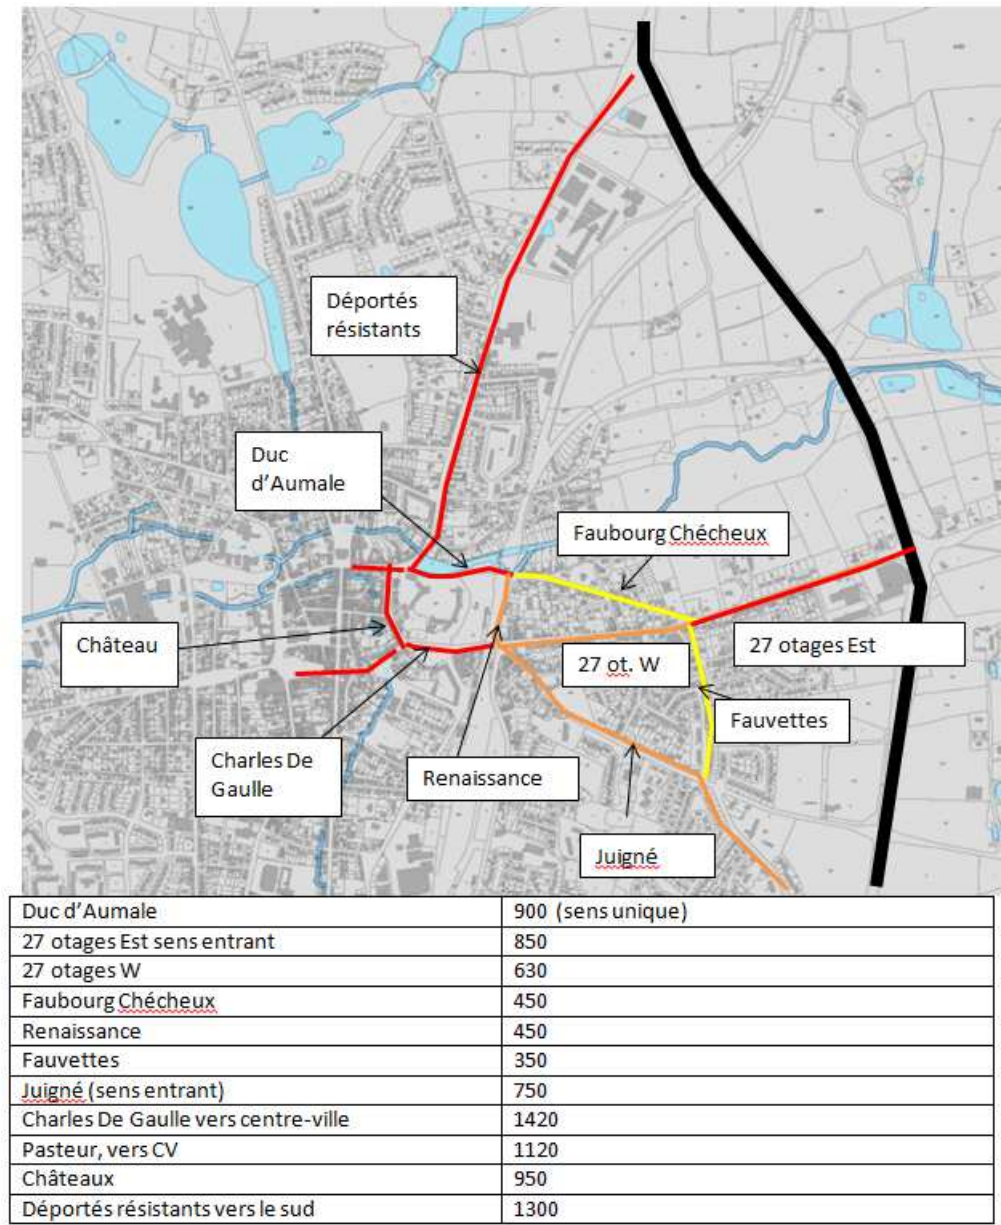 Déportés
résistants
Duc
d’Aumale
Faubourg Chécheux
Château
27 otages Est
27 ot. W
Fauvettes
Charles De
Gaulle
Renaissance
Juigné
Duc d’Aumale 900 (sens unique)
27 otages Est sens entrant 850
27 otages W 630
Faubourg Chécheux 450
Renaissance 450
Fauvettes 350
Juigné (sens entrant) 750
Charles De Gaulle vers centre-ville 1420
Pasteur, vers CV 1120
Châteaux 950
Déportés résistants vers le sud 1300